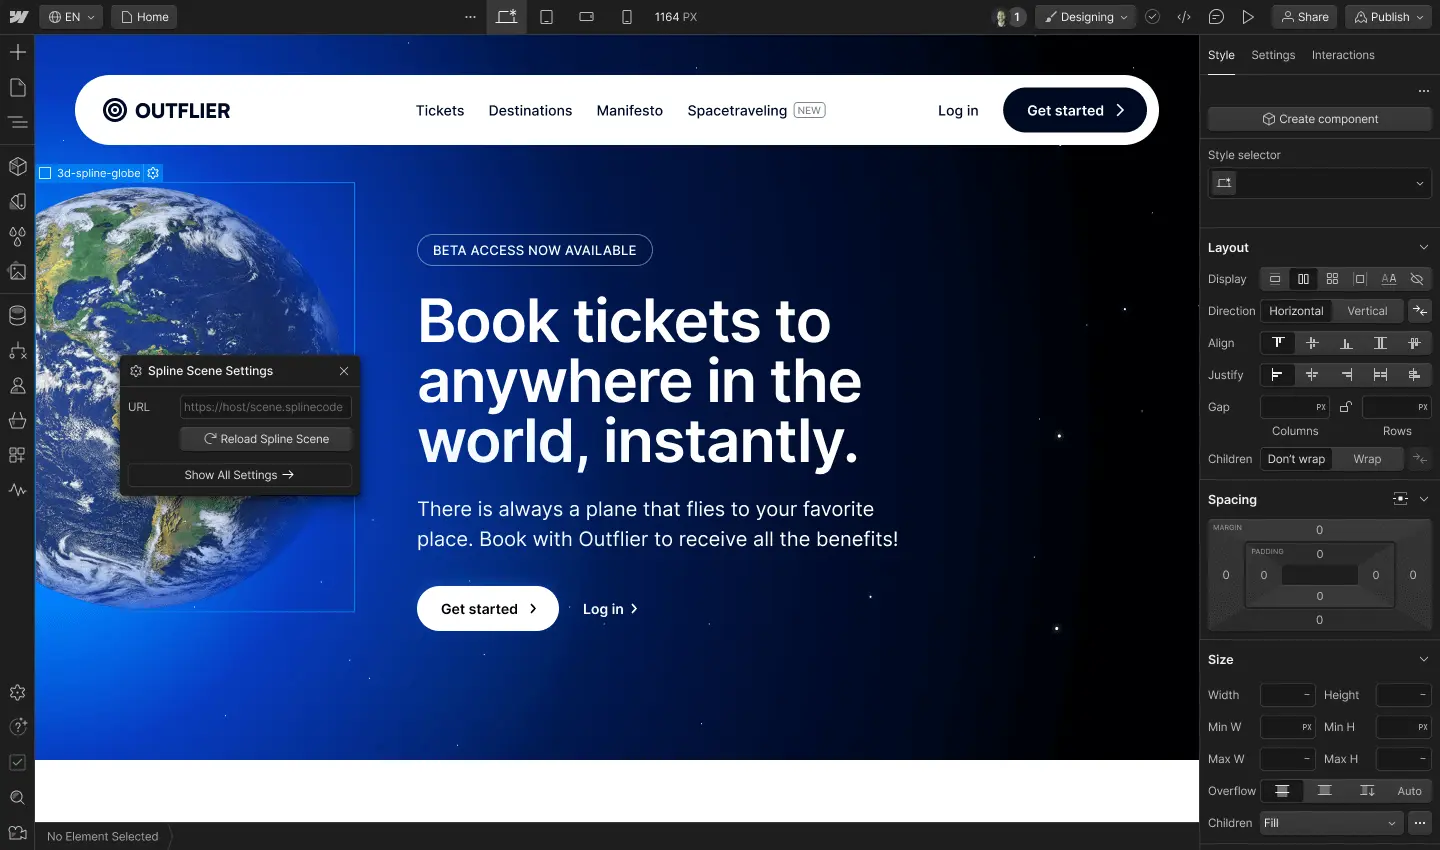 EN
Home
1164 PX
1
Designing
Share
Publish
Style
Settings
Interactions
Create component
Style selector
Layout
Display
AA
Direction
Horizontal
Vertical
Align
Justify
Gap
PX
PX
Columns
Rows
Children
Don't wrap
Wrap
Spacing
MARGIN
0
PADDING
0
0
0
0
0
0
0
Size
Width
–
Height
–
Min W
PX
Min H
PX
Max W
–
Max H
–
Overflow
Auto
Children
Fill
OUTFLIER
Tickets
Destinations
Manifesto
Spacetraveling NEW
Log in
Get started
3d-spline-globe
BETA ACCESS NOW AVAILABLE
Book tickets to
anywhere in the
world, instantly.
There is always a plane that flies to your favorite
place. Book with Outflier to receive all the benefits!
Get started
Log in
Spline Scene Settings
URL
https://host/scene.splinecode
Reload Spline Scene
Show All Settings
No Element Selected